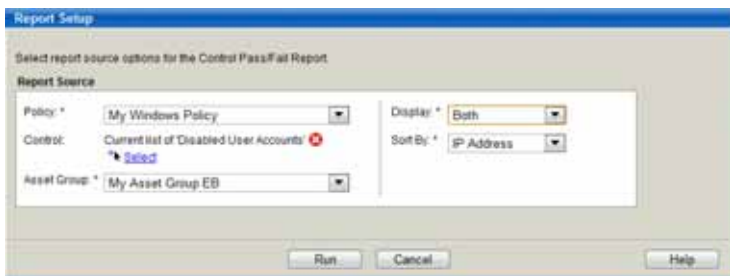 Report Setup
Select report source options for the Control Pass/Fail Report.
Report Source
Policy: * My Windows Policy
Control: Current list of 'Disabled User Accounts'
Select
Asset Group: * My Asset Group EB
Display: * Both
Sort By: * IP Address
Run Cancel Help